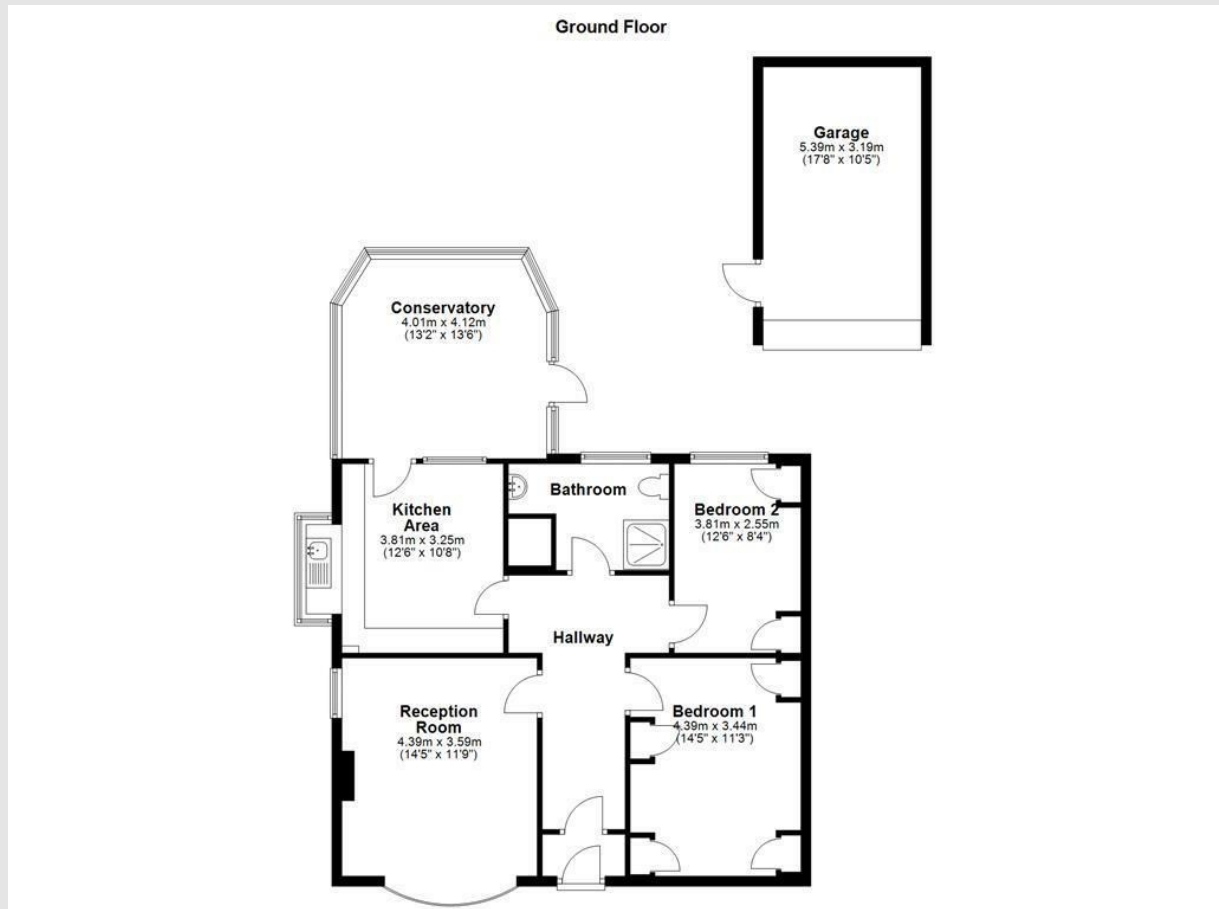 Ground Floor
Garage
5.39m x 3.19m
(17'8" x 10'5")
Conservatory
4.01m x 4.12m
(13'2" x 13'6")
Kitchen
Area
3.81m x 3.25m
(12'6" x 10'8")
Bathroom
Bedroom 2
3.81m x 2.55m
(12'6" x 8'4")
Hallway
Reception
Room
4.39m x 3.59m
(14'5" x 11'9")
Bedroom 1
4.39m x 3.44m
(14'5" x 11'3")